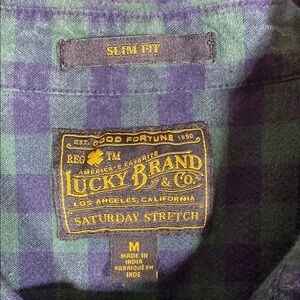 SLIM FIT
EST. GOOD FORTUNE 1990
REG TM
AMERICA'S FAVORITE
LUCKY BRAND
& CO.
LOS ANGELES, CALIFORNIA
SATURDAY STRETCH
M
MADE IN
INDIA
FABRIQUÉ EN
INDE